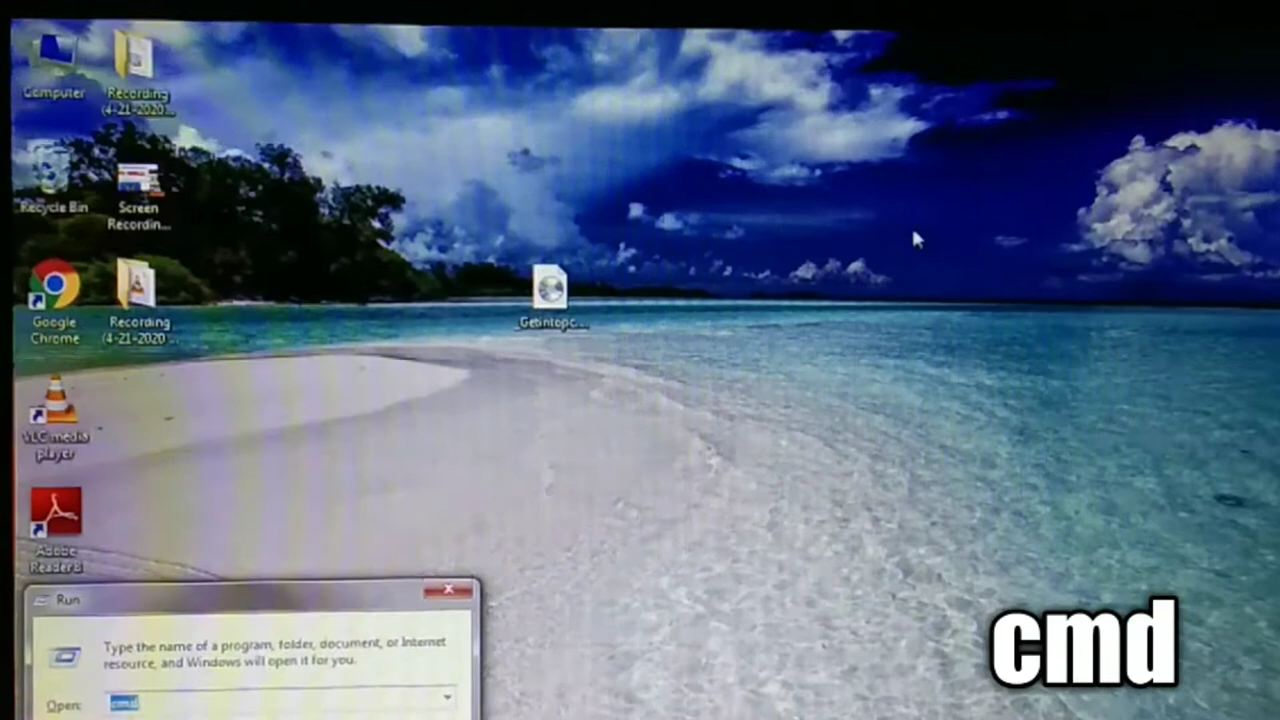 Computer
Recording
(4-21-2020...
Recycle Bin
Screen
Recordin...
Google
Chrome
Recording
(4-21-2020 ...
_Getintopc....
VLC media
player
Adobe
Reader 8
Run
Type the name of a program, folder, document, or Internet
resource, and Windows will open it for you.
Open:
cmd
cmd